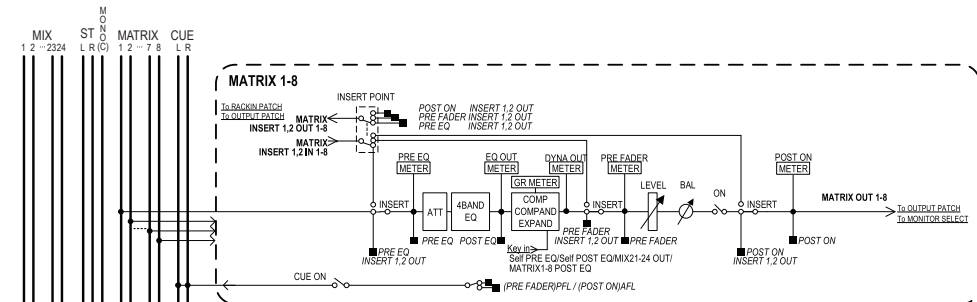 MIX
ST
MONO
(C)
MATRIX
CUE
1 2 ··· 2324
L R
1 2 ··· 7 8
L R
MATRIX 1-8
INSERT POINT
To RACKIN PATCH
To OUTPUT PATCH
MATRIX
INSERT 1,2 OUT 1-8
MATRIX
INSERT 1,2 IN 1-8
POST ON INSERT 1,2 OUT
PRE FADER INSERT 1,2 OUT
PRE EQ INSERT 1,2 OUT
PRE EQ
METER
EQ OUT
METER
DYNA OUT
METER
PRE FADER
METER
POST ON
METER
GR METER
LEVEL
BAL
ON
MATRIX OUT 1-8
To OUTPUT PATCH
To MONITOR SELECT
INSERT
ATT
4BAND
EQ
COMP
COMPAND
EXPAND
INSERT
INSERT
PRE EQ
INSERT 1,2 OUT
PRE EQ
POST EQ
Key in
Self PRE EQ/Self POST EQ/MIX21-24 OUT/
MATRIX1-8 POST EQ
PRE FADER
INSERT 1,2 OUT
PRE FADER
POST ON
INSERT 1,2 OUT
POST ON
CUE ON
(PRE FADER)PFL / (POST ON)AFL